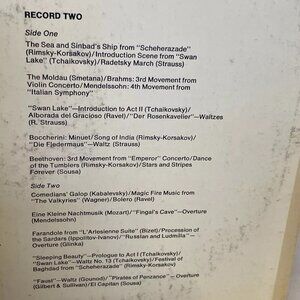 RECORD TWO
Side One
The Sea and Sinbad's Ship from "Scheherazade"
(Rimsky-Korsakov)/Introduction Scene from "Swan
Lake" (Tchaikovsky)/Radetsky March (Strauss)
The Moldau (Smetana)/Brahms: 3rd Movement from
Violin Concerto/Mendelssohn: 4th Movement from
"Italian Symphony"
"Swan Lake"—Introduction to Act II (Tchaikovsky)/
Alborada del Gracioso (Ravel)/"Der Rosenkavelier"—Waltzes
(R. Strauss)
Boccherini: Minuet/Song of India (Rimsky-Korsakov)/
"Die Fledermaus"—Waltz (Strauss)
Beethoven: 3rd Movement from "Emperor" Concerto/Dance
of the Tumblers (Rimsky-Korsakov)/Stars and Stripes
Forever (Sousa)
Side Two
Comedians' Galop (Kabalevsky)/Magic Fire Music from
"The Valkyries" (Wagner)/Bolero (Ravel)
Eine Kleine Nachtmusik (Mozart)/"Fingal's Cave"—Overture
(Mendelssohn)
Farandole from "L'Arlesienne Suite" (Bizet)/Procession
of the Sarders (Ippolitov-Ivanov)/"Russlan and Ludmilla"—
Overture (Glinka)
"Sleeping Beauty"—Prologue to Act I (Tchaikovsky)/
"Swan Lake"—Waltz No. 13 (Tchaikovsky)/Festival of
Baghdad from "Scheherazade" (Rimsky-Korsakov)
"Faust"—Waltz (Gounod)/"Pirates of Penzance"—Overture
(Gilbert & Sullivan)/El Capitan (Sousa)